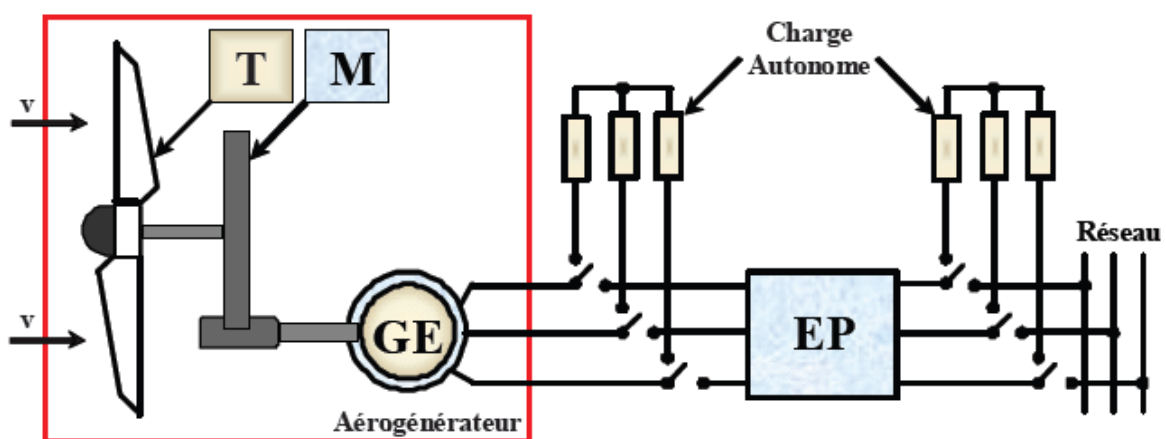 T
M
v
v
GE
Aérogénérateur
Charge
Autonome
EP
Réseau